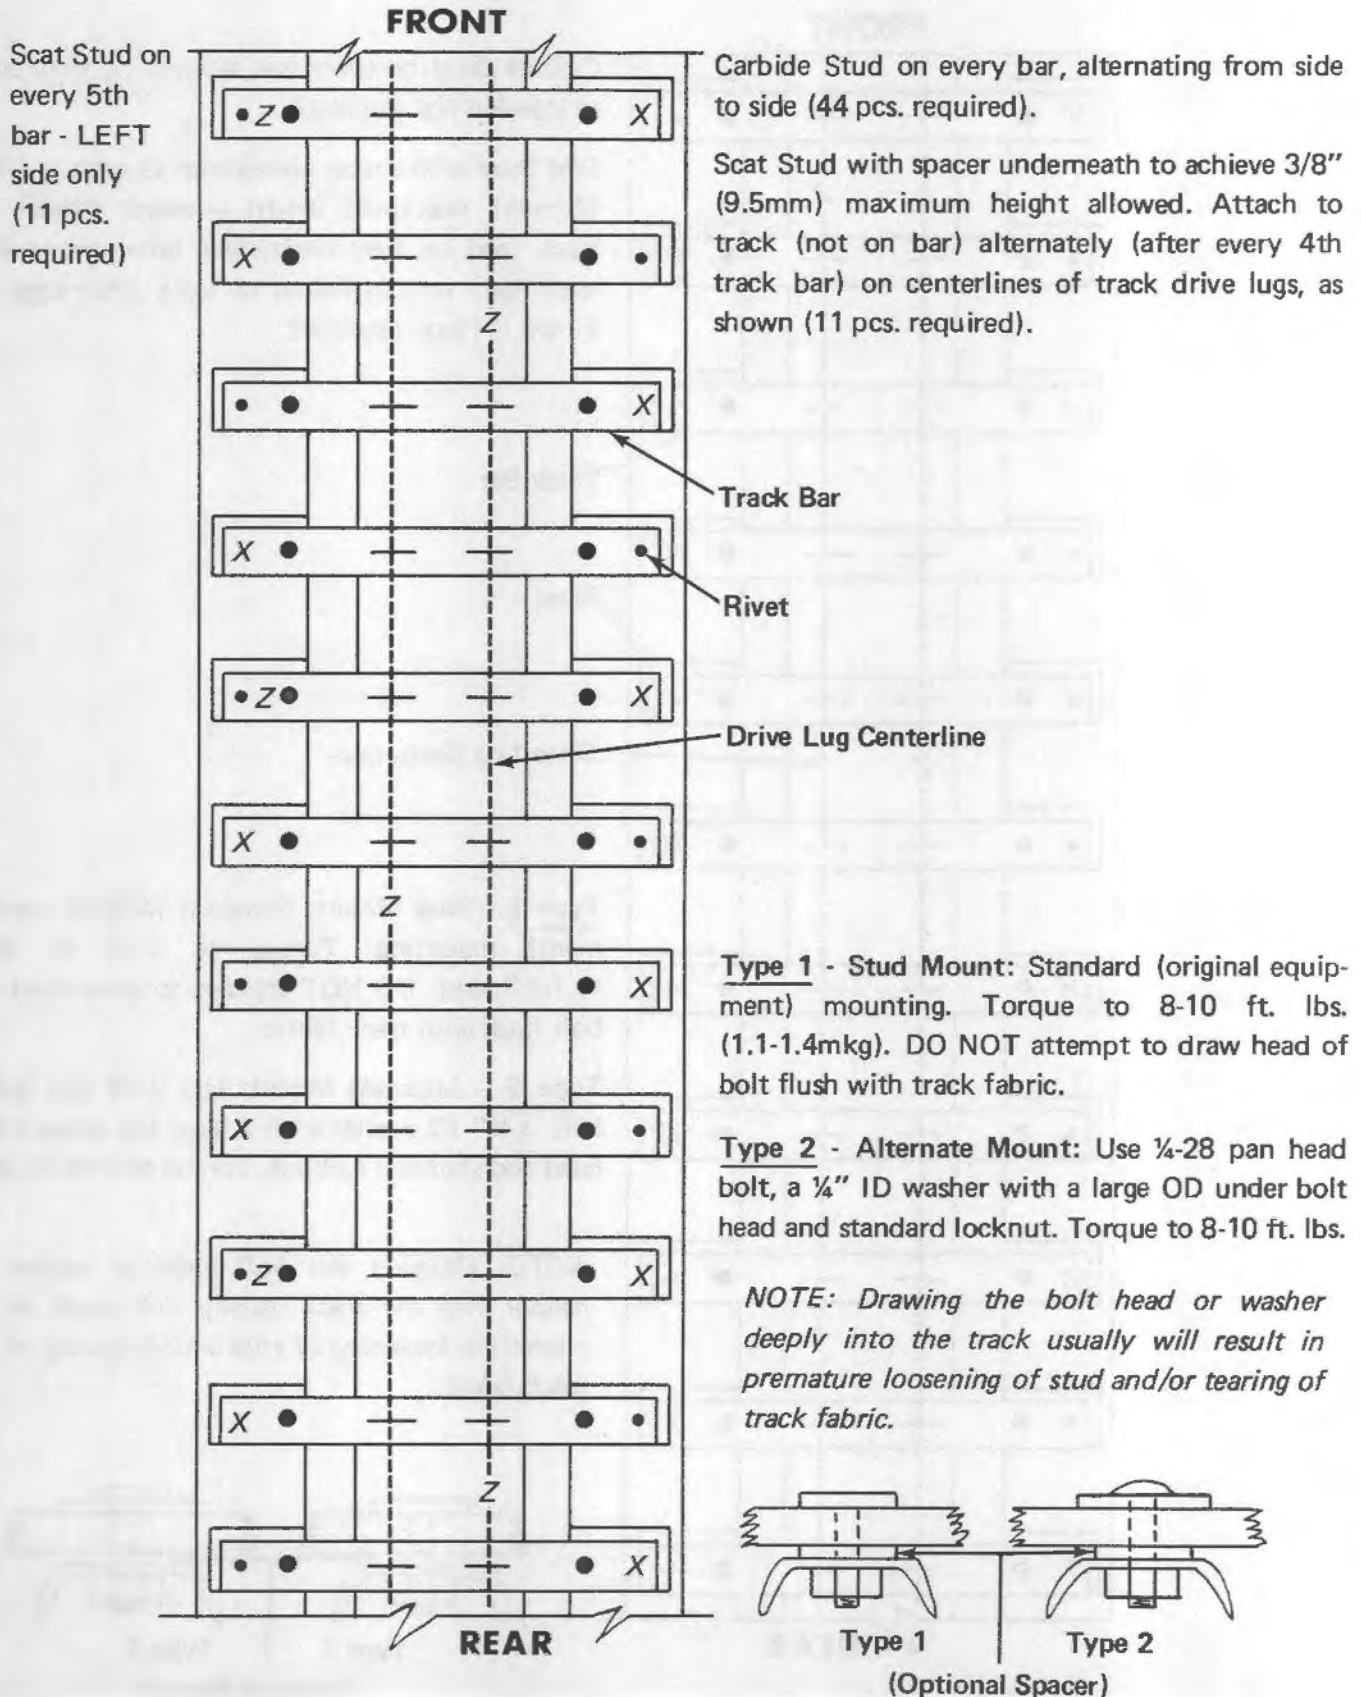 FRONT
Scat Stud on
every 5th
bar - LEFT
side only
(11 pcs.
required)
Carbide Stud on every bar, alternating from side
to side (44 pcs. required).
Scat Stud with spacer underneath to achieve 3/8"
(9.5mm) maximum height allowed. Attach to
track (not on bar) alternately (after every 4th
track bar) on centerlines of track drive lugs, as
shown (11 pcs. required).
Z X
X
Z
X
Track Bar
X
Rivet
Z X
Drive Lug Centerline
X
Z
X
X
Z X
X
Z
X
Type 1 - Stud Mount: Standard (original equip-
ment) mounting. Torque to 8-10 ft. lbs.
(1.1-1.4mkg). DO NOT attempt to draw head of
bolt flush with track fabric.
Type 2 - Alternate Mount: Use ¼-28 pan head
bolt, a ¼" ID washer with a large OD under bolt
head and standard locknut. Torque to 8-10 ft. lbs.
NOTE: Drawing the bolt head or washer
deeply into the track usually will result in
premature loosening of stud and/or tearing of
track fabric.
REAR
Type 1 Type 2
(Optional Spacer)